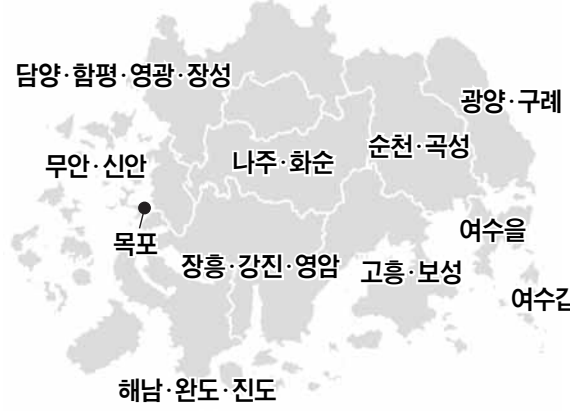 담양·함평·영광·장성
광양·구례
순천·곡성
나주·화순
무안·신안
목포
여수을
장흥·강진·영암
고흥·보성
여수갑
해남·완도·진도